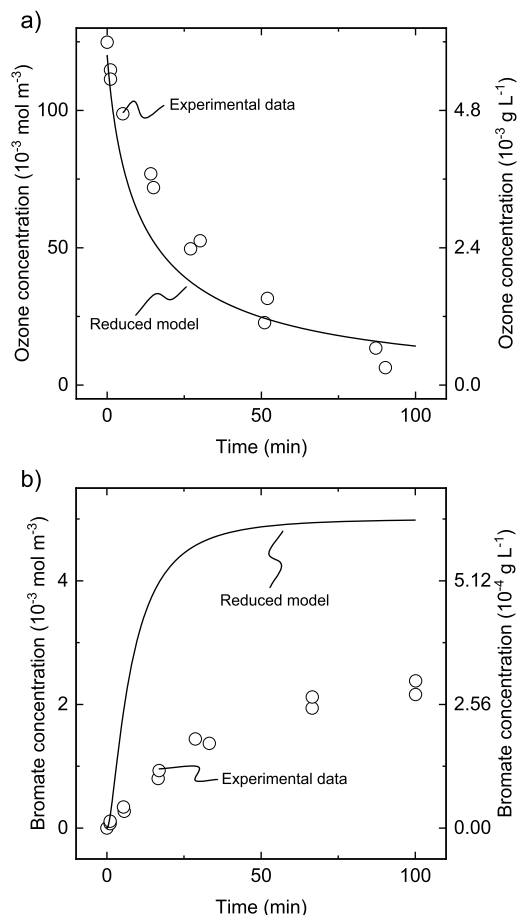 a)
Ozone concentration (10⁻³ mol m⁻³)
100
75
50
25
0
Experimental data
Reduced model
4.8
2.4
0.0
Ozone concentration (10⁻³ g L⁻¹)
0
50
100
Time (min)
b)
Bromate concentration (10⁻³ mol m⁻³)
4
2
0
Reduced model
Experimental data
5.12
2.56
0.00
Bromate concentration (10⁻⁴ g L⁻¹)
0
50
100
Time (min)